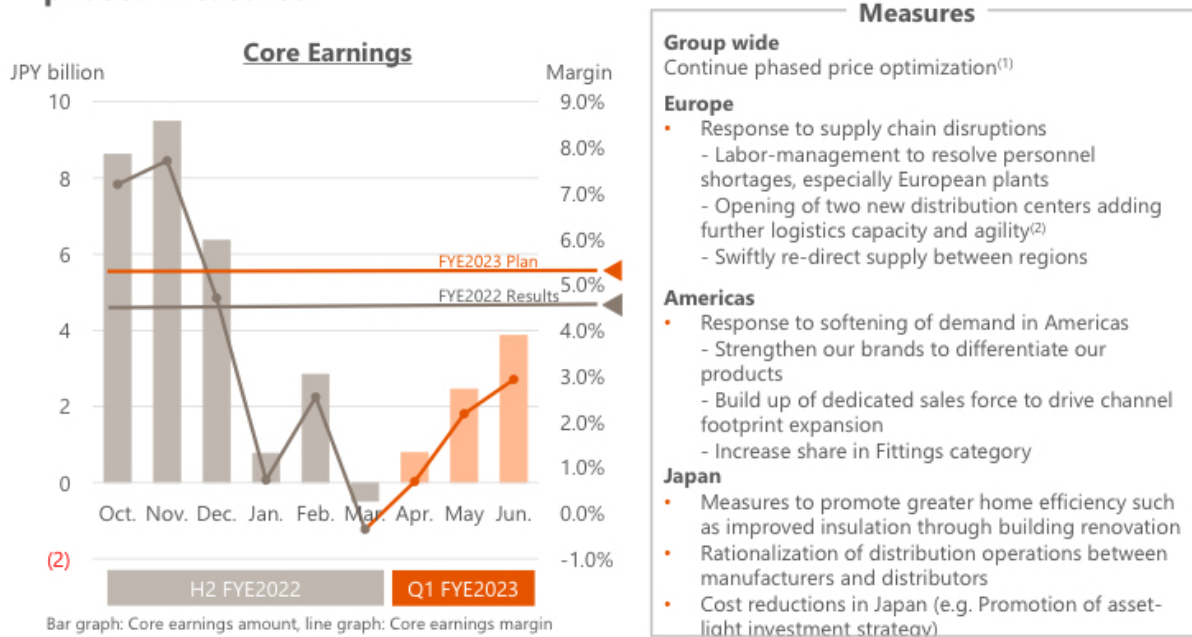 Core Earnings
JPY billion
Margin
10
8
6
4
2
0
(2)
9.0%
8.0%
7.0%
6.0%
5.0%
4.0%
3.0%
2.0%
1.0%
0.0%
-1.0%
FYE2023 Plan
FYE2022 Results
Oct. Nov. Dec. Jan. Feb. Mar. Apr. May Jun.
H2 FYE2022
Q1 FYE2023
Bar graph: Core earnings amount, line graph: Core earnings margin
Measures
Group wide
Continue phased price optimization(1)
Europe
• Response to supply chain disruptions
- Labor-management to resolve personnel
shortages, especially European plants
- Opening of two new distribution centers adding
further logistics capacity and agility(2)
- Swiftly re-direct supply between regions
Americas
• Response to softening of demand in Americas
- Strengthen our brands to differentiate our
products
- Build up of dedicated sales force to drive channel
footprint expansion
- Increase share in Fittings category
Japan
• Measures to promote greater home efficiency such
as improved insulation through building renovation
• Rationalization of distribution operations between
manufacturers and distributors
• Cost reductions in Japan (e.g. Promotion of asset-
light investment strategy)